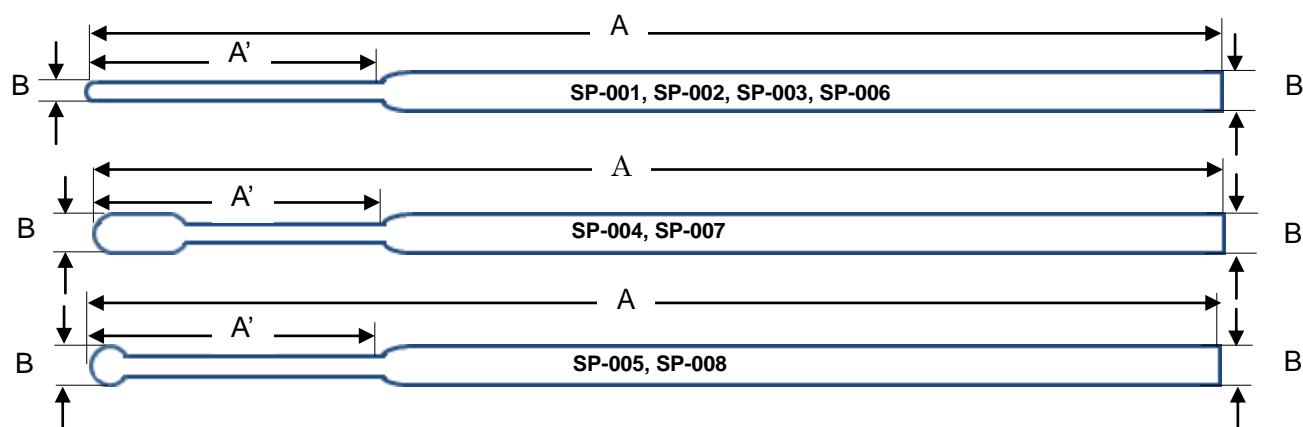 A
A’
B
SP-001, SP-002, SP-003, SP-006
B
A
A’
B
SP-004, SP-007
B
A
A’
B
SP-005, SP-008
B